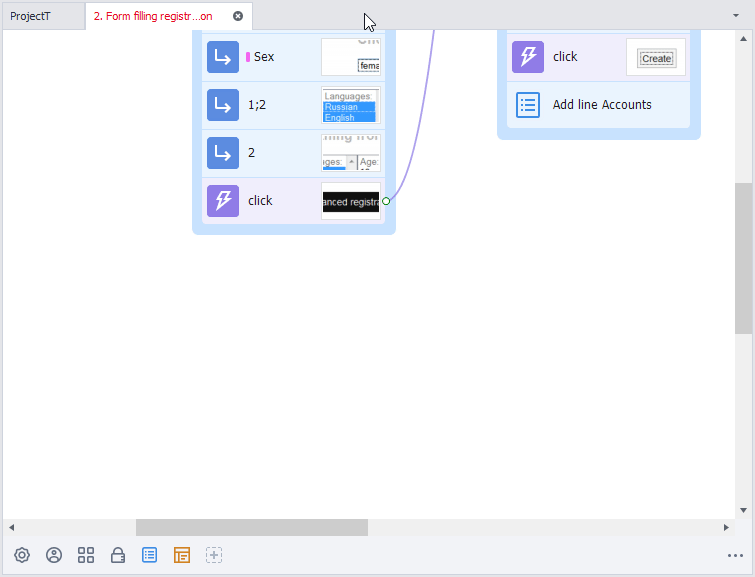 ProjectT
2. Form filling registr...on
Sex
fema
1;2
Languages:
Russian
English
2
Age:
click
anced registra
click
Create
Add line Accounts